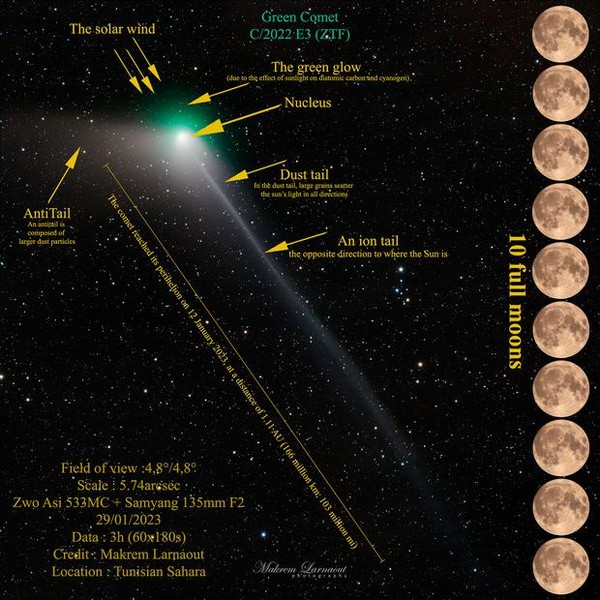 Green Comet
C/2022 E3 (ZTF)
The solar wind
The green glow
(due to the effect of sunlight on diatomic carbon and cyanogen)
Nucleus
Dust tail
In the dust tail, large grains scatter
the sun's light in all directions
AntiTail
An antitail is
composed of
larger dust particles
An ion tail
the opposite direction to where the Sun is
The comet reached its perihelion on 12 January 2023, at a distance of 1.11 AU (166 million km; 103 million mi)
10 full moons
Field of view :4,8°/4,8°
Scale : 5.74arcsec
Zwo Asi 533MC + Samyang 135mm F2
29/01/2023
Data : 3h (60x180s)
Credit : Makrem Larnaout
Location : Tunisian Sahara
Makrem Larnaout
photography